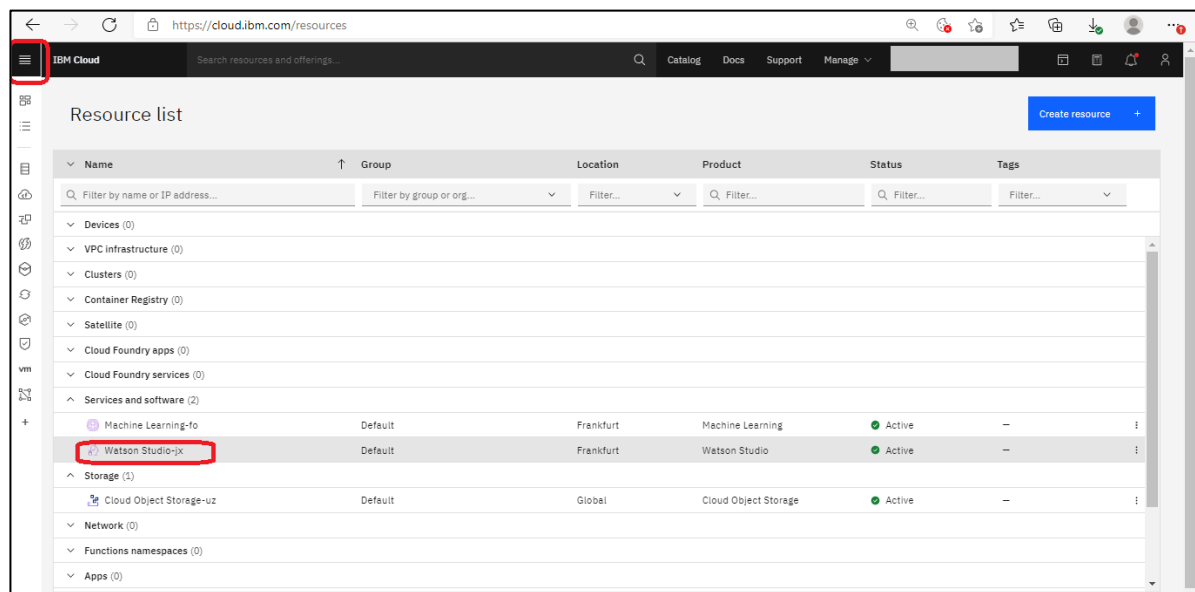 https://cloud.ibm.com/resources
IBM Cloud Search resources and offerings... Catalog Docs Support Manage
Resource list
Create resource +
Name Group Location Product Status Tags
Filter by name or IP address... Filter by group or org... Filter... Filter... Filter... Filter...
Devices (0)
VPC infrastructure (0)
Clusters (0)
Container Registry (0)
Satellite (0)
Cloud Foundry apps (0)
vm
Cloud Foundry services (0)
Services and software (2)
Machine Learning-fo Default Frankfurt Machine Learning Active –
Watson Studio-jx Default Frankfurt Watson Studio Active –
Storage (1)
Cloud Object Storage-uz Default Global Cloud Object Storage Active –
Network (0)
Functions namespaces (0)
Apps (0)